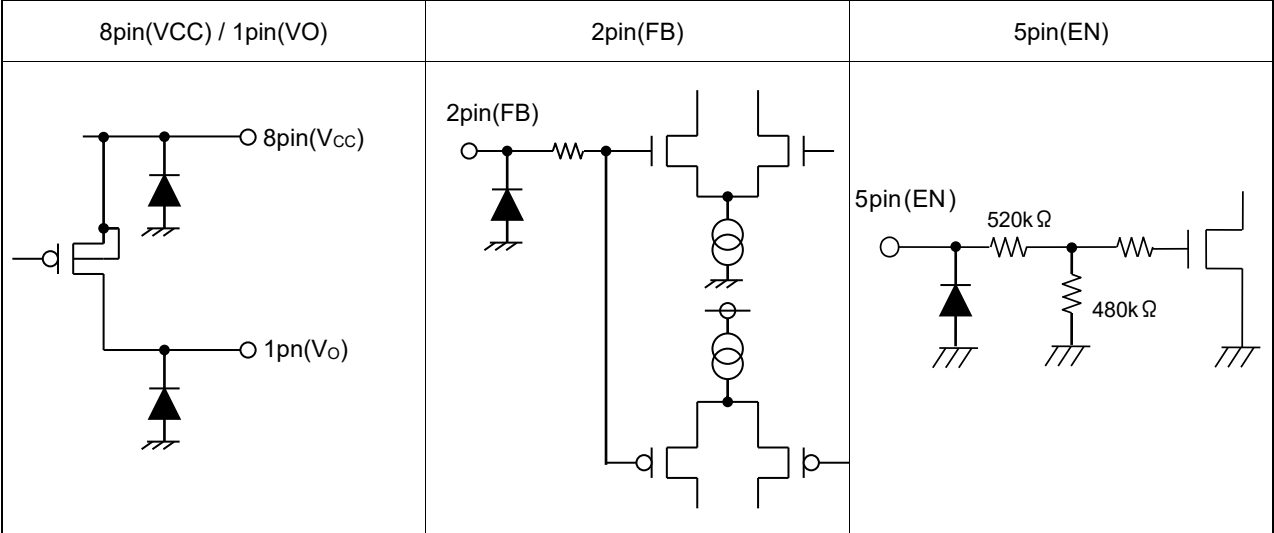 8pin(VCC) / 1pin(VO)
2pin(FB)
5pin(EN)
8pin(VCC)
1pn(VO)
2pin(FB)
5pin(EN)
520kΩ
480kΩ